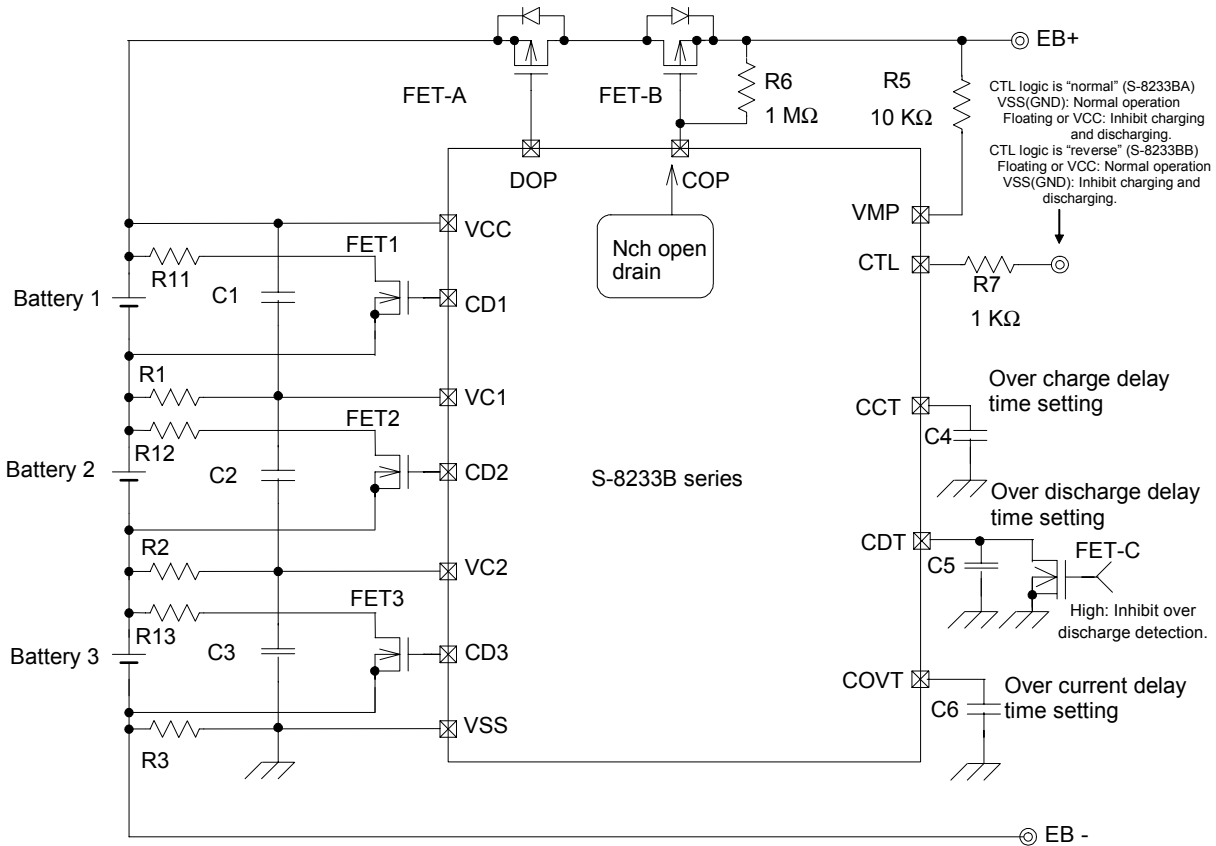 EB+
FET-A
FET-B
R6
1 MΩ
R5
10 KΩ
CTL logic is “normal” (S-8233BA)
VSS(GND): Normal operation
Floating or VCC: Inhibit charging
and discharging.
CTL logic is “reverse” (S-8233BB)
Floating or VCC: Normal operation
VSS(GND): Inhibit charging and
discharging.
DOP
COP
VMP
VCC
FET1
Nch open
drain
CTL
R11
R7
Battery 1
C1
CD1
1 KΩ
R1
VC1
Over charge delay
time setting
FET2
CCT
C4
R12
Battery 2
C2
CD2
S-8233B series
Over discharge delay
time setting
R2
VC2
CDT
C5
FET-C
FET3
High: Inhibit over
discharge detection.
R13
Battery 3
C3
CD3
COVT
C6
Over current delay
time setting
VSS
R3
EB -